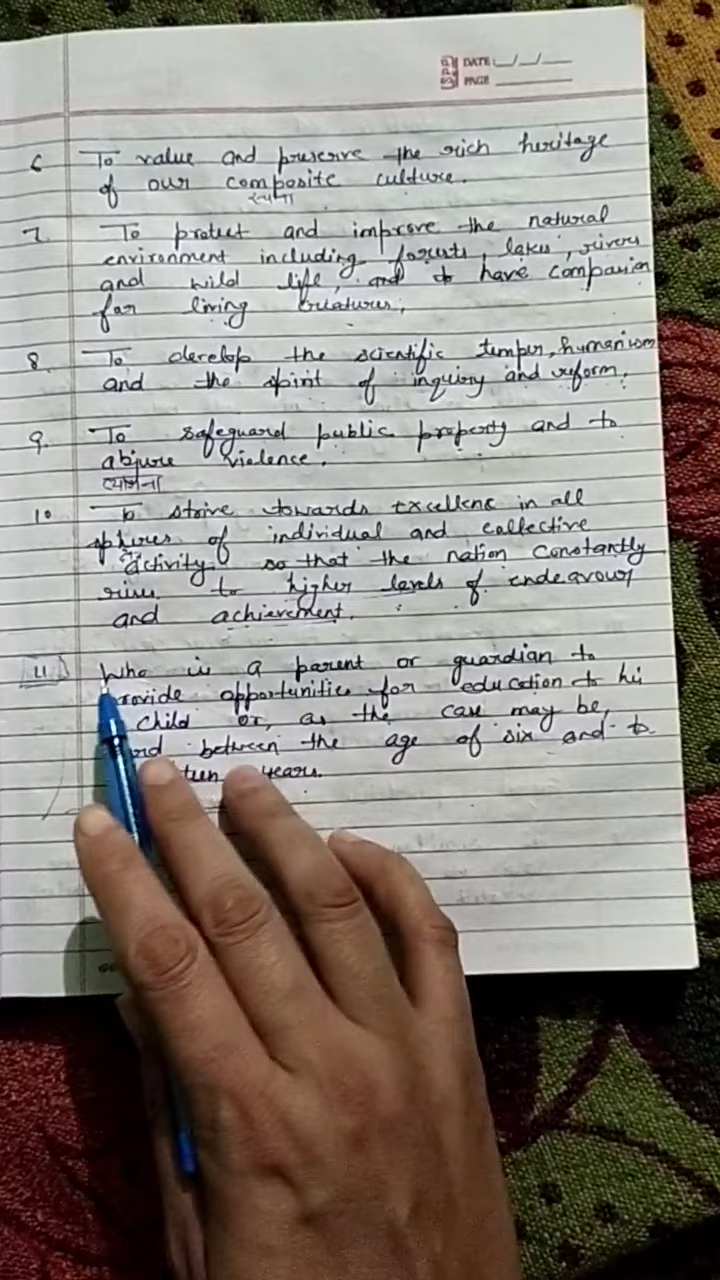 DATE
PAGE
6 To value and preserve the rich heritage
of our composite culture.
रचना
7. To protect and improve the natural
environment including forests, lakes, rivers
and wild life, and to have compassion
for living creatures,
8. To develop the scientific temper, humanism
and the spirit of inquiry and reform.
9. To safeguard public property and to
abjure violence.
त्यागना
10 To strive towards excellenc in all
spheres of individual and collective
activity so that the nation constantly
rises to higher levels of endeavour
and achievement.
11 Who is a parent or guardian to
provide opportunities for education to his
child or, as the case may be,
between the age of six and to
years.